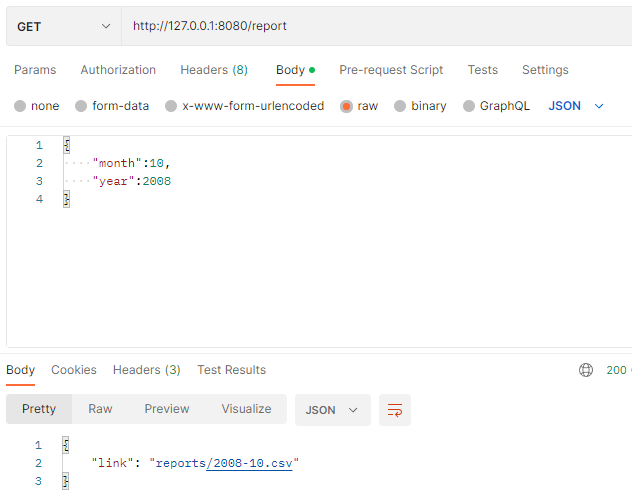 GET http://127.0.0.1:8080/report
Params Authorization Headers (8) Body Pre-request Script Tests Settings
none form-data x-www-form-urlencoded raw binary GraphQL JSON
1 {
2 "month":10,
3 "year":2008
4 }
Body Cookies Headers (3) Test Results 200
Pretty Raw Preview Visualize JSON
1 {
2 "link": "reports/2008-10.csv"
3 }